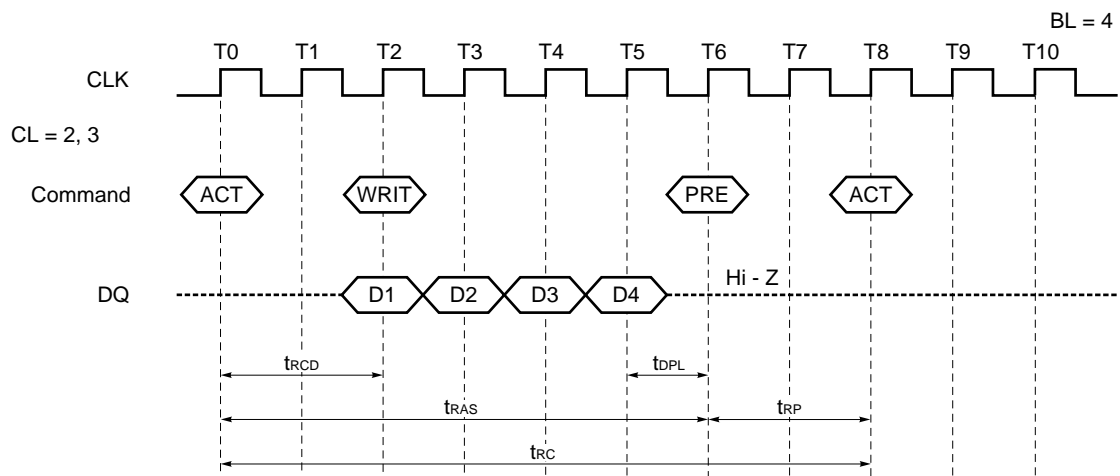 BL = 4
T0 T1 T2 T3 T4 T5 T6 T7 T8 T9 T10
CLK
CL = 2, 3
Command ACT WRIT PRE ACT
Hi - Z
DQ D1 D2 D3 D4
tRCD tDPL
tRAS tRP
tRC